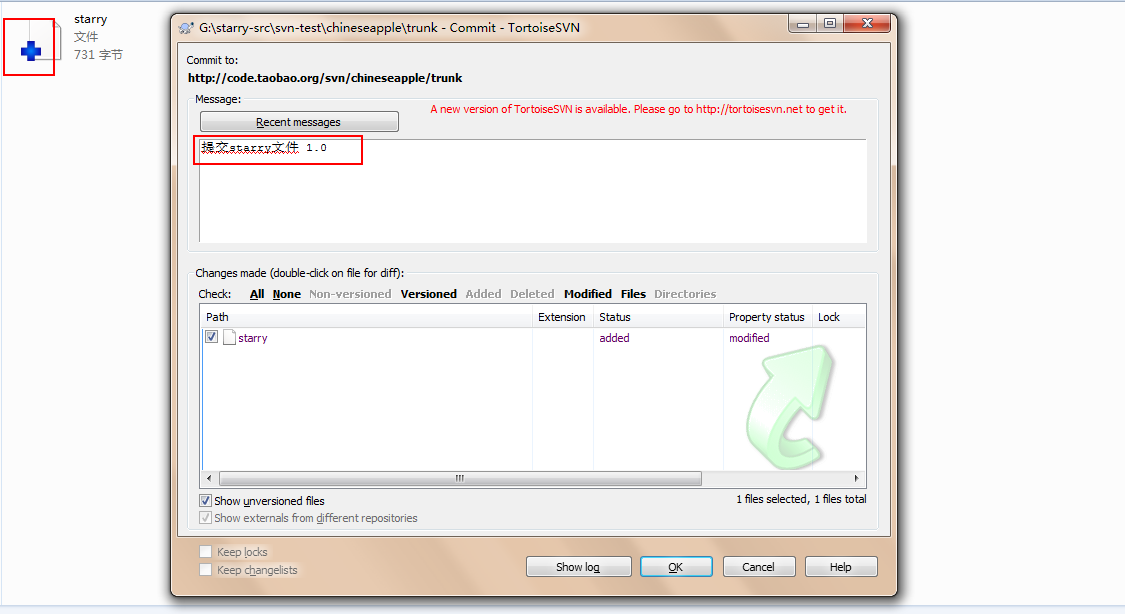 starry
文件
731 字节
G:\starry-src\svn-test\chineseapple\trunk - Commit - TortoiseSVN
Commit to:
http://code.taobao.org/svn/chineseapple/trunk
Message:
A new version of TortoiseSVN is available. Please go to http://tortoisesvn.net to get it.
Recent messages
提交starry文件 1.0
Changes made (double-click on file for diff):
Check: All None Non-versioned Versioned Added Deleted Modified Files Directories
Path Extension Status Property status Lock
starry added modified
Show unversioned files 1 files selected, 1 files total
Show externals from different repositories
Keep locks
Keep changelists
Show log OK Cancel Help